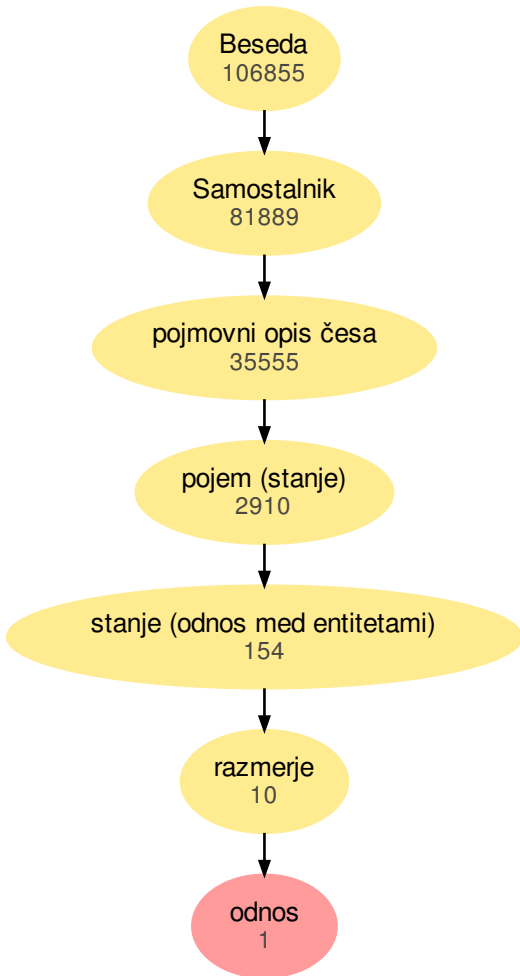 Beseda
106855
Samostalnik
81889
pojmovni opis česa
35555
pojem (stanje)
2910
stanje (odnos med entitetami)
154
razmerje
10
odnos
1